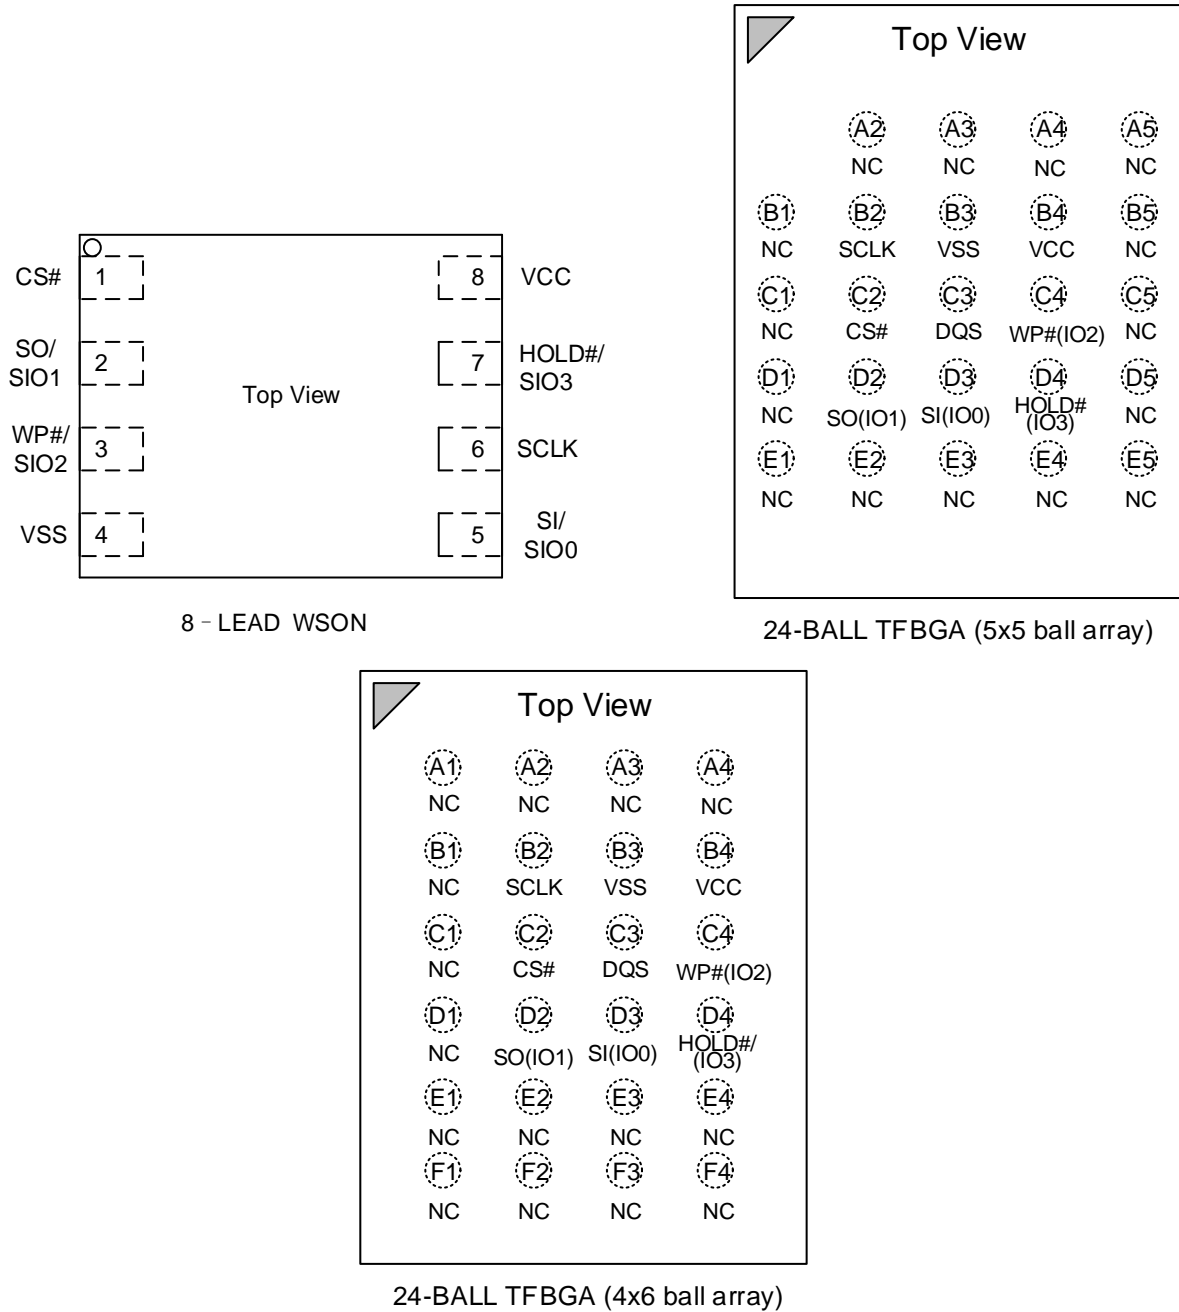 CS#
1
8
VCC
SO/
SIO1
2
7
HOLD#/
SIO3
Top View
WP#/
SIO2
3
6
SCLK
VSS
4
5
SI/
SIO0
8 - LEAD WSON
Top View
A2 A3 A4 A5
NC NC NC NC
B1 B2 B3 B4 B5
NC SCLK VSS VCC NC
C1 C2 C3 C4 C5
NC CS# DQS WP#(IO2) NC
D1 D2 D3 D4 D5
NC SO(IO1) SI(IO0) HOLD# NC
(IO3)
E1 E2 E3 E4 E5
NC NC NC NC NC
24-BALL TFBGA (5x5 ball array)
Top View
A1 A2 A3 A4
NC NC NC NC
B1 B2 B3 B4
NC SCLK VSS VCC
C1 C2 C3 C4
NC CS# DQS WP#(IO2)
D1 D2 D3 D4
NC SO(IO1) SI(IO0) HOLD#/
(IO3)
E1 E2 E3 E4
NC NC NC NC
F1 F2 F3 F4
NC NC NC NC
24-BALL TFBGA (4x6 ball array)